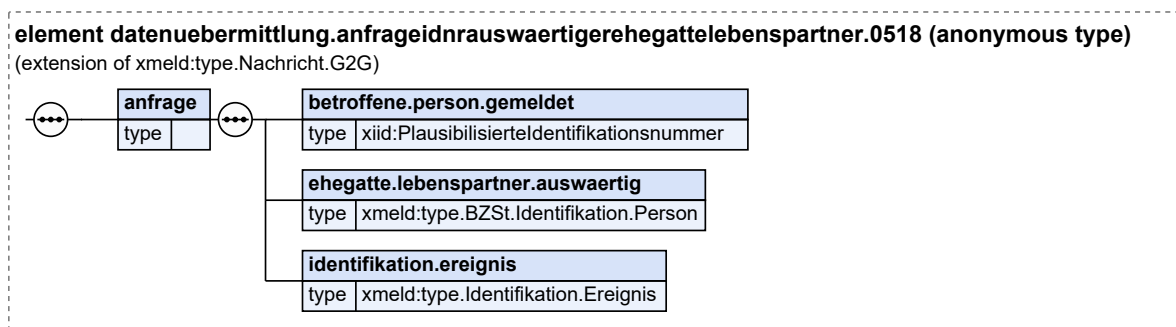 element datenuebermittlung.anfrageidnrauswaertigerehegattelebenspartner.0518 (anonymous type)
(extension of xmeld:type.Nachricht.G2G)
anfrage
type
betroffene.person.gemeldet
type xiid:PlausibilisierteIdentifikationsnummer
ehegatte.lebenspartner.auswaertig
type xmeld:type.BZSt.Identifikation.Person
identifikation.ereignis
type xmeld:type.Identifikation.Ereignis